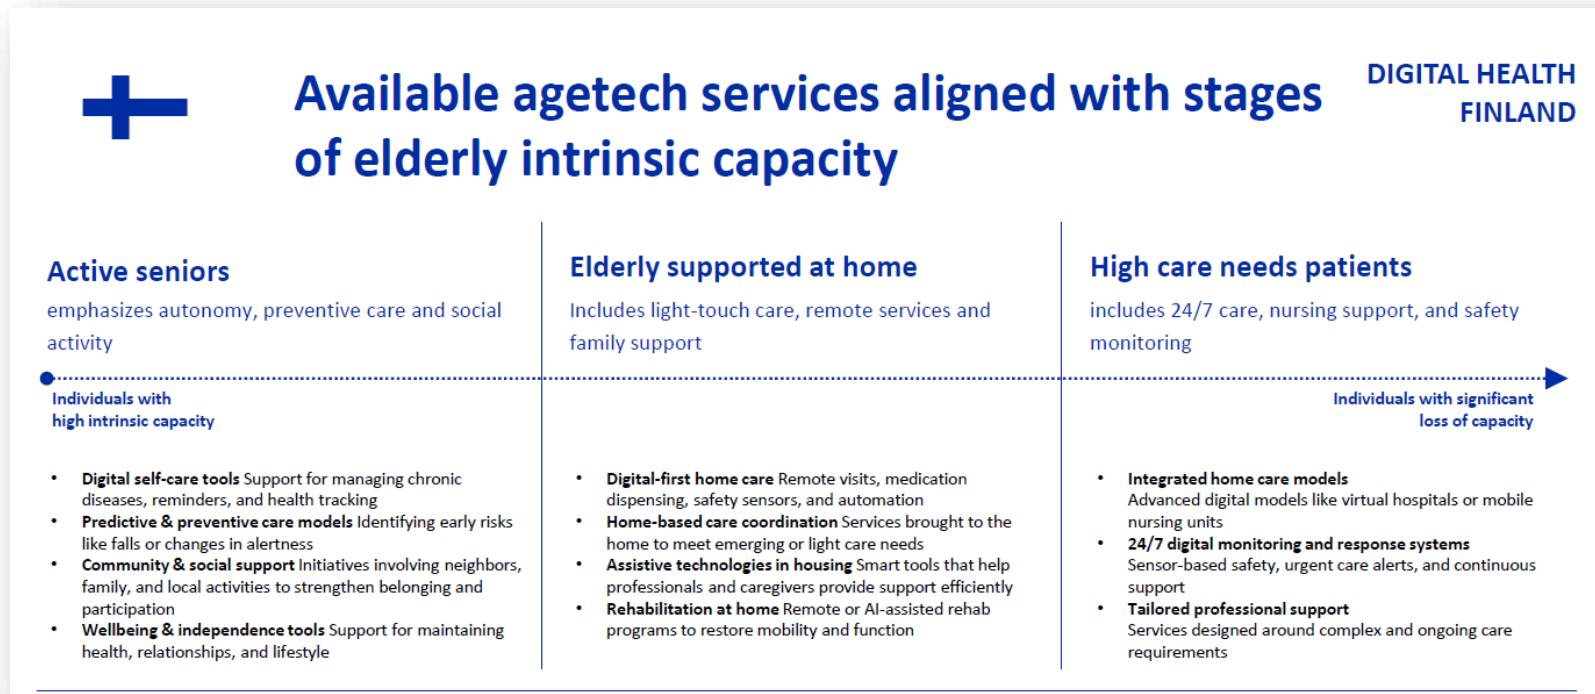 Available agetech services aligned with stages
of elderly intrinsic capacity
DIGITAL HEALTH
FINLAND
Active seniors
emphasizes autonomy, preventive care and social
activity
Elderly supported at home
Includes light-touch care, remote services and
family support
High care needs patients
includes 24/7 care, nursing support, and safety
monitoring
Individuals with
high intrinsic capacity
Individuals with significant
loss of capacity
• Digital self-care tools Support for managing chronic
diseases, reminders, and health tracking
• Predictive & preventive care models Identifying early risks
like falls or changes in alertness
• Community & social support Initiatives involving neighbors,
family, and local activities to strengthen belonging and
participation
• Wellbeing & independence tools Support for maintaining
health, relationships, and lifestyle
• Digital-first home care Remote visits, medication
dispensing, safety sensors, and automation
• Home-based care coordination Services brought to the
home to meet emerging or light care needs
• Assistive technologies in housing Smart tools that help
professionals and caregivers provide support efficiently
• Rehabilitation at home Remote or AI-assisted rehab
programs to restore mobility and function
• Integrated home care models
Advanced digital models like virtual hospitals or mobile
nursing units
• 24/7 digital monitoring and response systems
Sensor-based safety, urgent care alerts, and continuous
support
• Tailored professional support
Services designed around complex and ongoing care
requirements